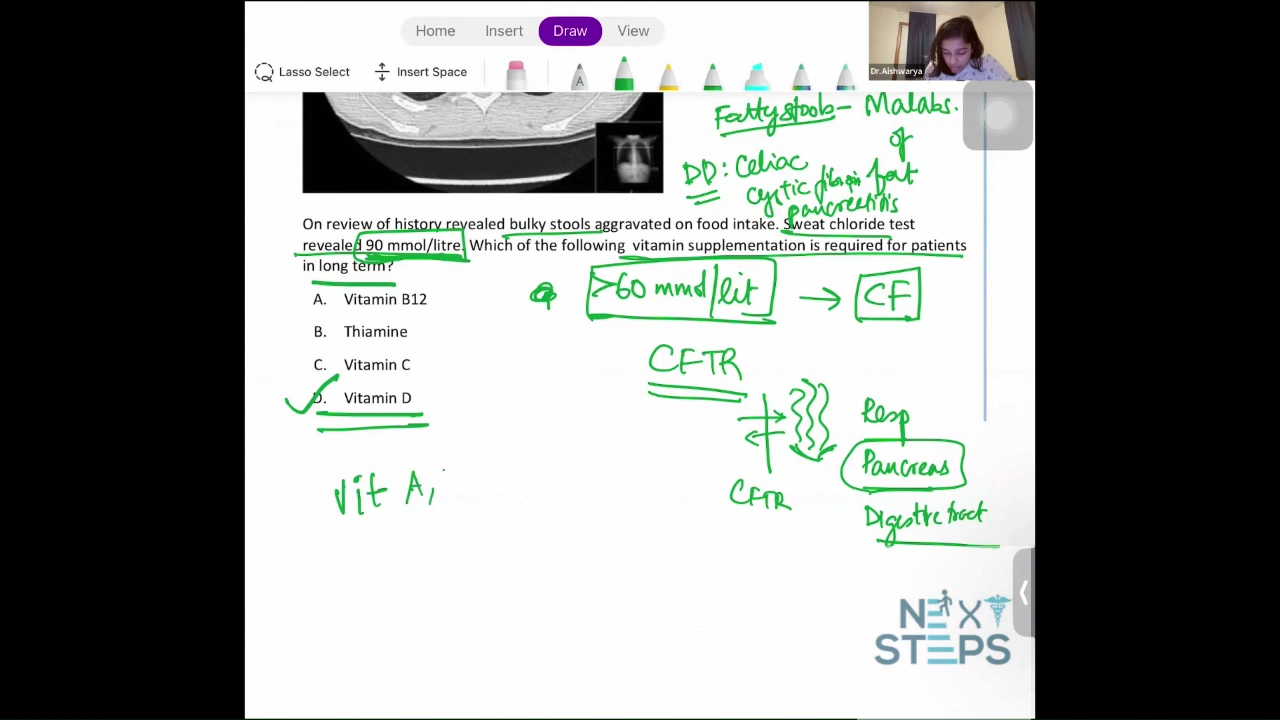 Home Insert Draw View
Lasso Select Insert Space A
Dr.Aishwarya
Fatty stools - Malabs.
of
fat
DD: Celiac
cystic fibrosis
pancreatitis
On review of history revealed bulky stools aggravated on food intake. Sweat chloride test
revealed 90 mmol/litre. Which of the following vitamin supplementation is required for patients
in long term?
>60 mmol/lit → CF
A. Vitamin B12
B. Thiamine
C. Vitamin C
D. Vitamin D
CFTR
Resp
Pancreas
CFTR
Digestive tract
Vit A,
NEXT
STEPS